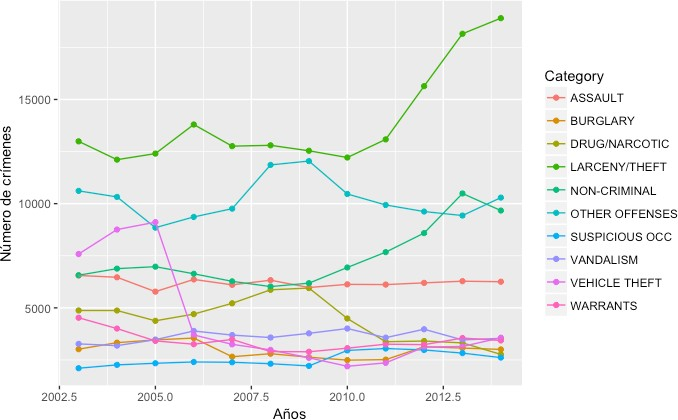 Category
ASSAULT
BURGLARY
DRUG/NARCOTIC
LARCENY/THEFT
NON-CRIMINAL
OTHER OFFENSES
SUSPICIOUS OCC
VANDALISM
VEHICLE THEFT
WARRANTS
Número de crímenes
15000
10000
5000
2002.5 2005.0 2007.5 2010.0 2012.5
Años